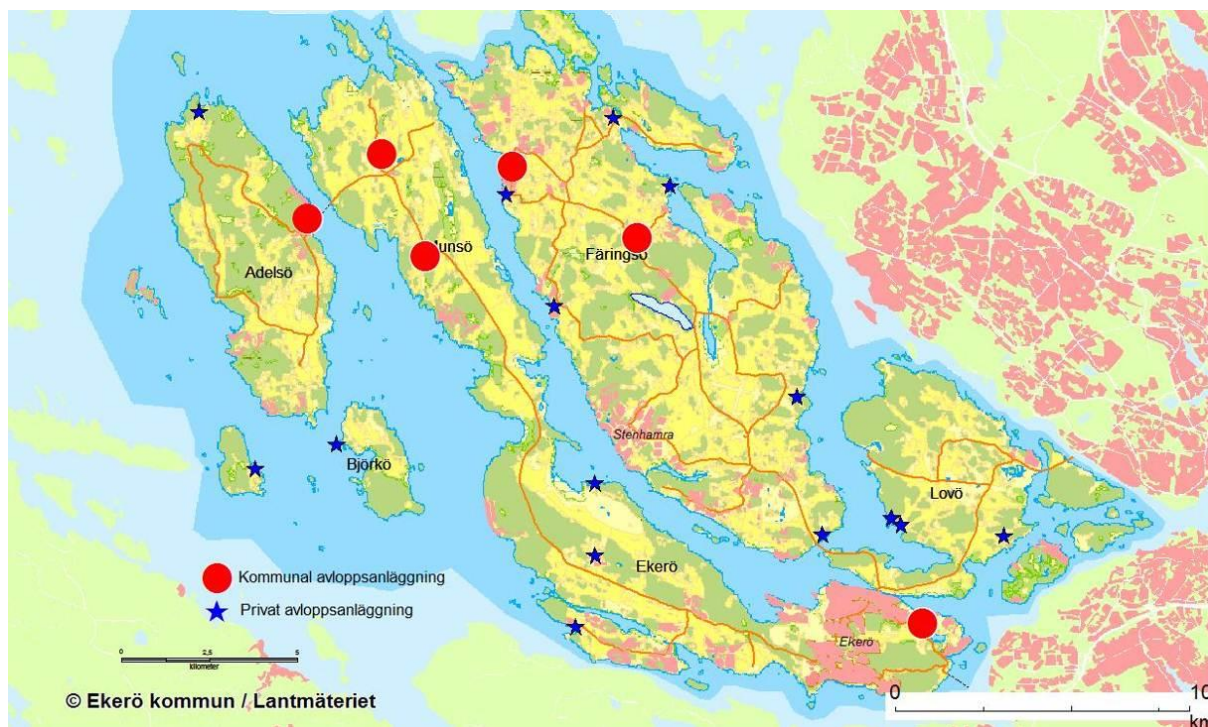 Adelsö
Munsö
Färingsö
Stenhamra
Björkö
Lovö
Ekerö
Ekerö
Kommunal avloppsanläggning
Privat avloppsanläggning
0 2,5 5
kilometer
© Ekerö kommun / Lantmäteriet
0 10
km